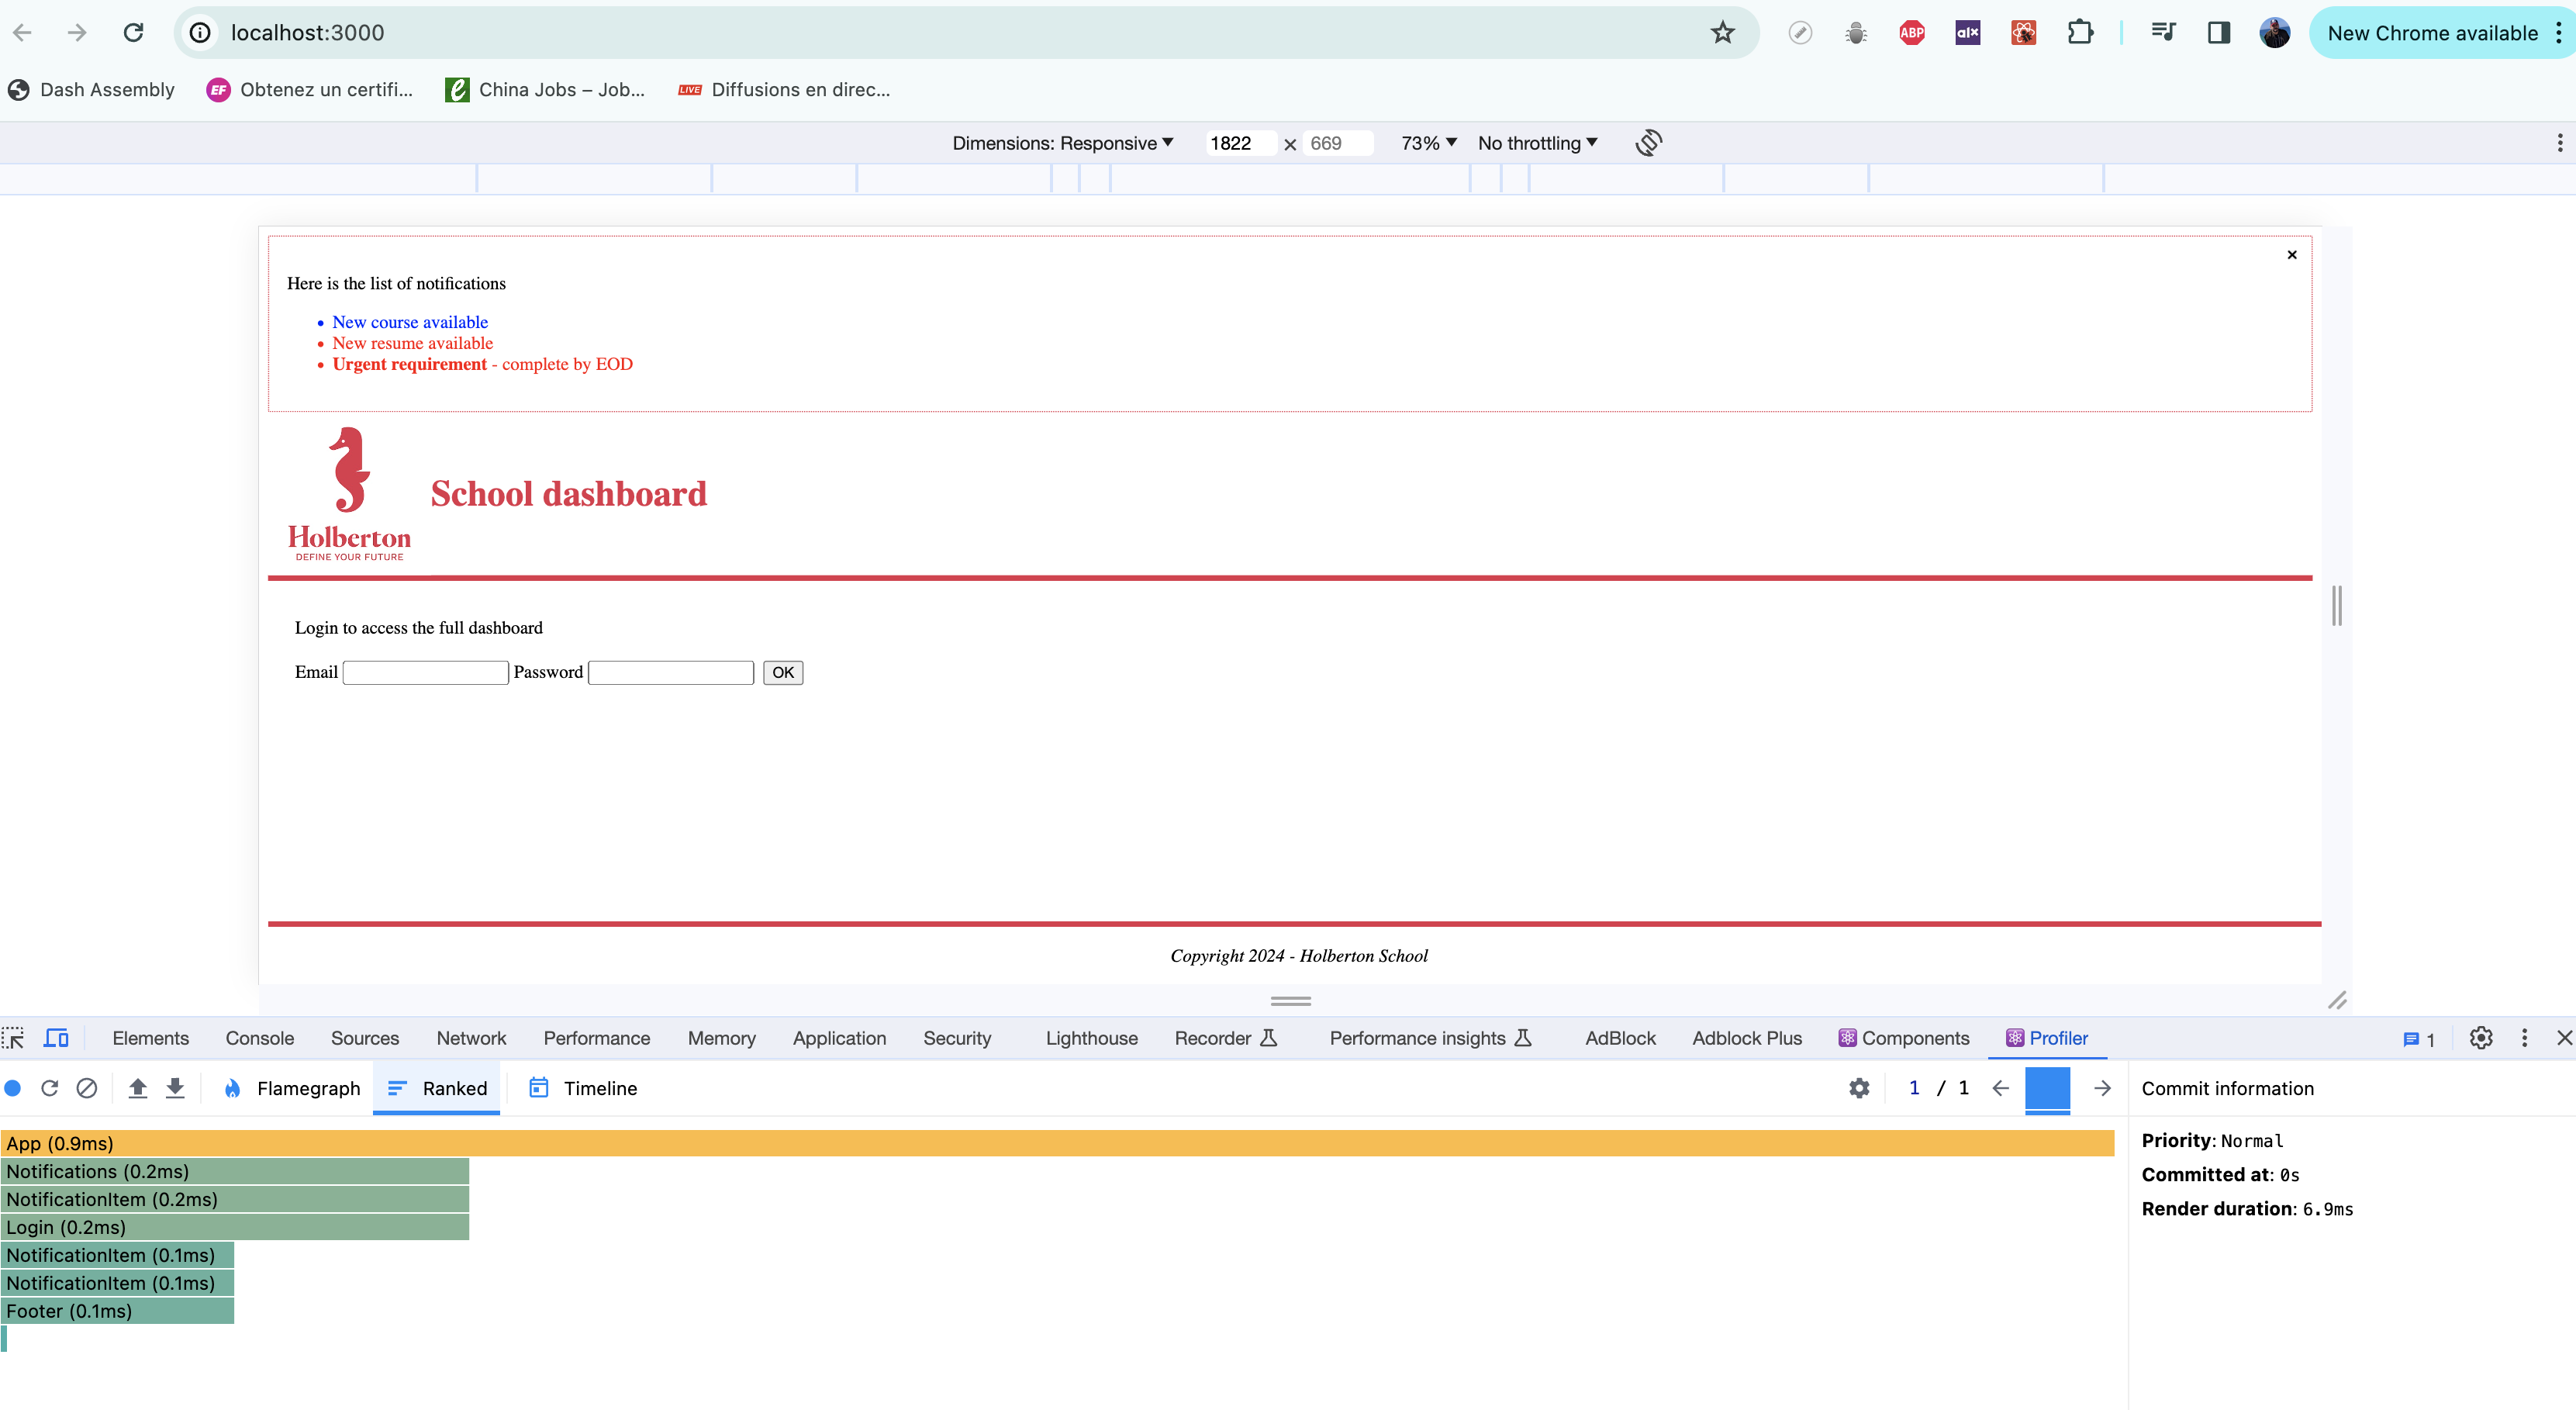 localhost:3000
ABP
alx
New Chrome available
Dash Assembly
EF Obtenez un certifi...
e China Jobs – Job...
LIVE Diffusions en direc...
Dimensions: Responsive 1822 × 669 73% No throttling
×
Here is the list of notifications
• New course available
• New resume available
• Urgent requirement - complete by EOD
School dashboard
Holberton
DEFINE YOUR FUTURE
Login to access the full dashboard
Email Password OK
Copyright 2024 - Holberton School
Elements Console Sources Network Performance Memory Application Security Lighthouse Recorder Performance insights AdBlock Adblock Plus Components Profiler 1
Flamegraph Ranked Timeline 1 / 1 Commit information
App (0.9ms)
Notifications (0.2ms)
NotificationItem (0.2ms)
Login (0.2ms)
NotificationItem (0.1ms)
NotificationItem (0.1ms)
Footer (0.1ms)
Priority: Normal
Committed at: 0s
Render duration: 6.9ms